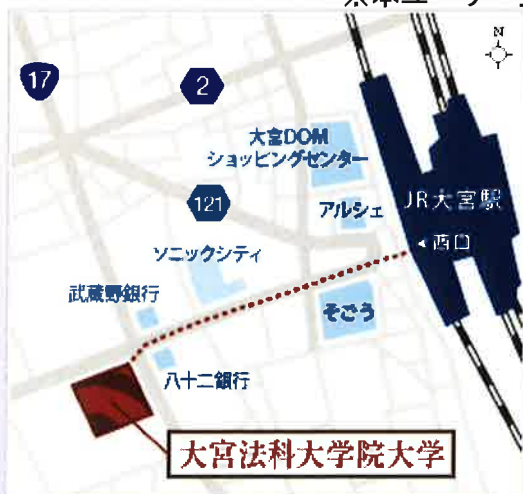 N
17
2
大宮DOM
ショッピングセンター
121
アルシェ
JR大宮駅
◂西口
ソニックシティ
武蔵野銀行
そごう
八十二銀行
大宮法科大学院大学